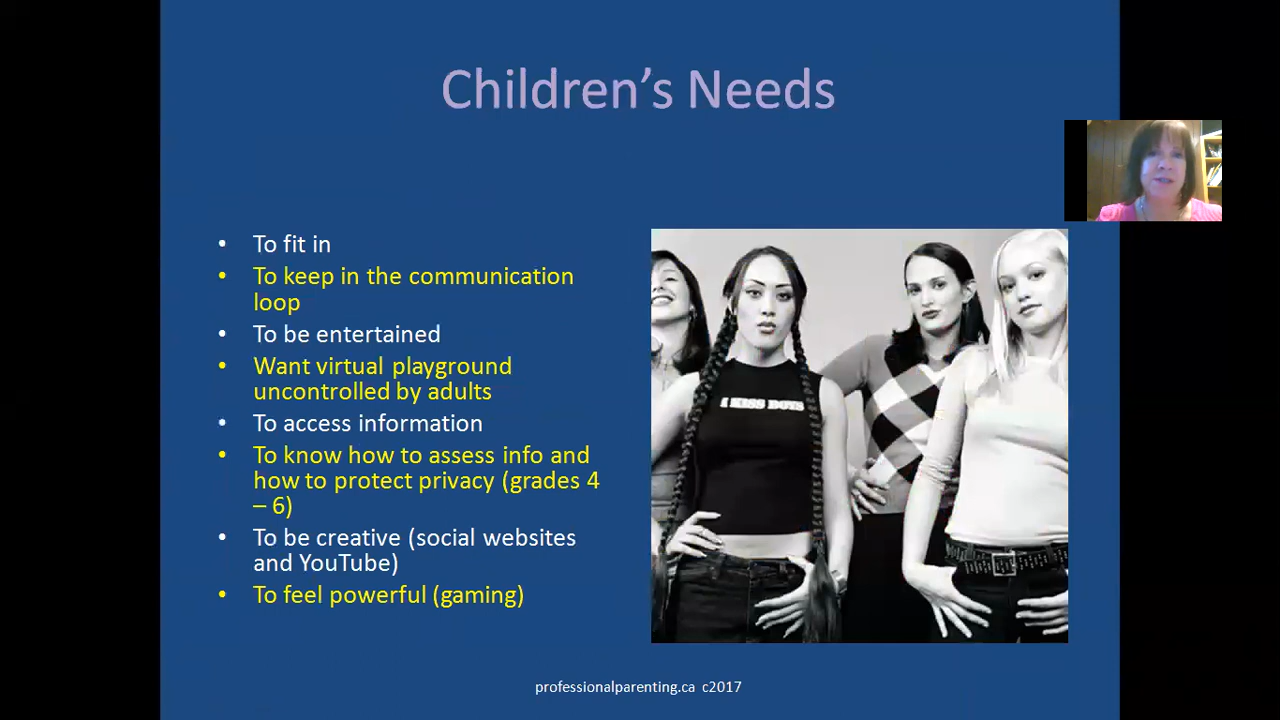 Children's Needs
• To fit in
• To keep in the communication
loop
• To be entertained
• Want virtual playground
uncontrolled by adults
• To access information
• To know how to assess info and
how to protect privacy (grades 4
– 6)
• To be creative (social websites
and YouTube)
• To feel powerful (gaming)
I KISS BOYS
professionalparenting.ca c2017